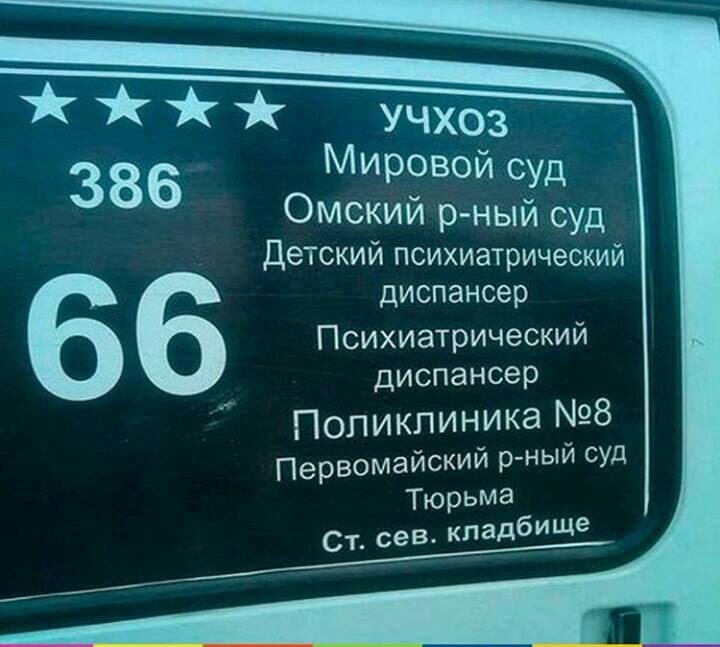 386
66
УЧХОЗ
Мировой суд
Омский р-ный суд
Детский психиатрический
диспансер
Психиатрический
диспансер
Поликлиника №8
Первомайский р-ный суд
Тюрьма
Ст. сев. кладбище